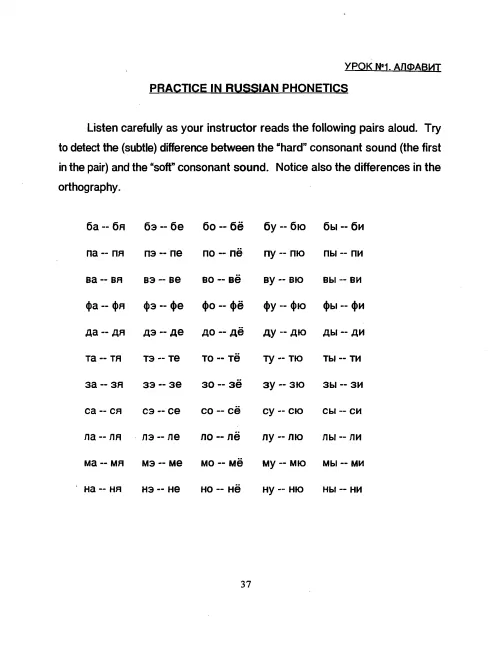 УРОК №1. АЛФАВИТ
PRACTICE IN RUSSIAN PHONETICS
Listen carefully as your instructor reads the following pairs aloud. Try
to detect the (subtle) difference between the "hard" consonant sound (the first
in the pair) and the "soft" consonant sound. Notice also the differences in the
orthography.
ба -- бя бэ -- бе бо -- бё бу -- бю бы -- би
па -- пя пэ -- пе по -- пё пу -- пю пы -- пи
ва -- вя вэ -- ве во -- вё ву -- вю вы -- ви
фа -- фя фэ -- фе фо -- фё фу -- фю фы -- фи
да -- дя дэ -- де до -- дё ду -- дю ды -- ди
та -- тя тэ -- те то -- тё ту -- тю ты -- ти
за -- зя зэ -- зе зо -- зё зу -- зю зы -- зи
са -- ся сэ -- се со -- сё су -- сю сы -- си
ла -- ля лэ -- ле ло -- лё лу -- лю лы -- ли
ма -- мя мэ -- ме мо -- мё му -- мю мы -- ми
на -- ня нэ -- не но -- нё ну -- ню ны -- ни
37